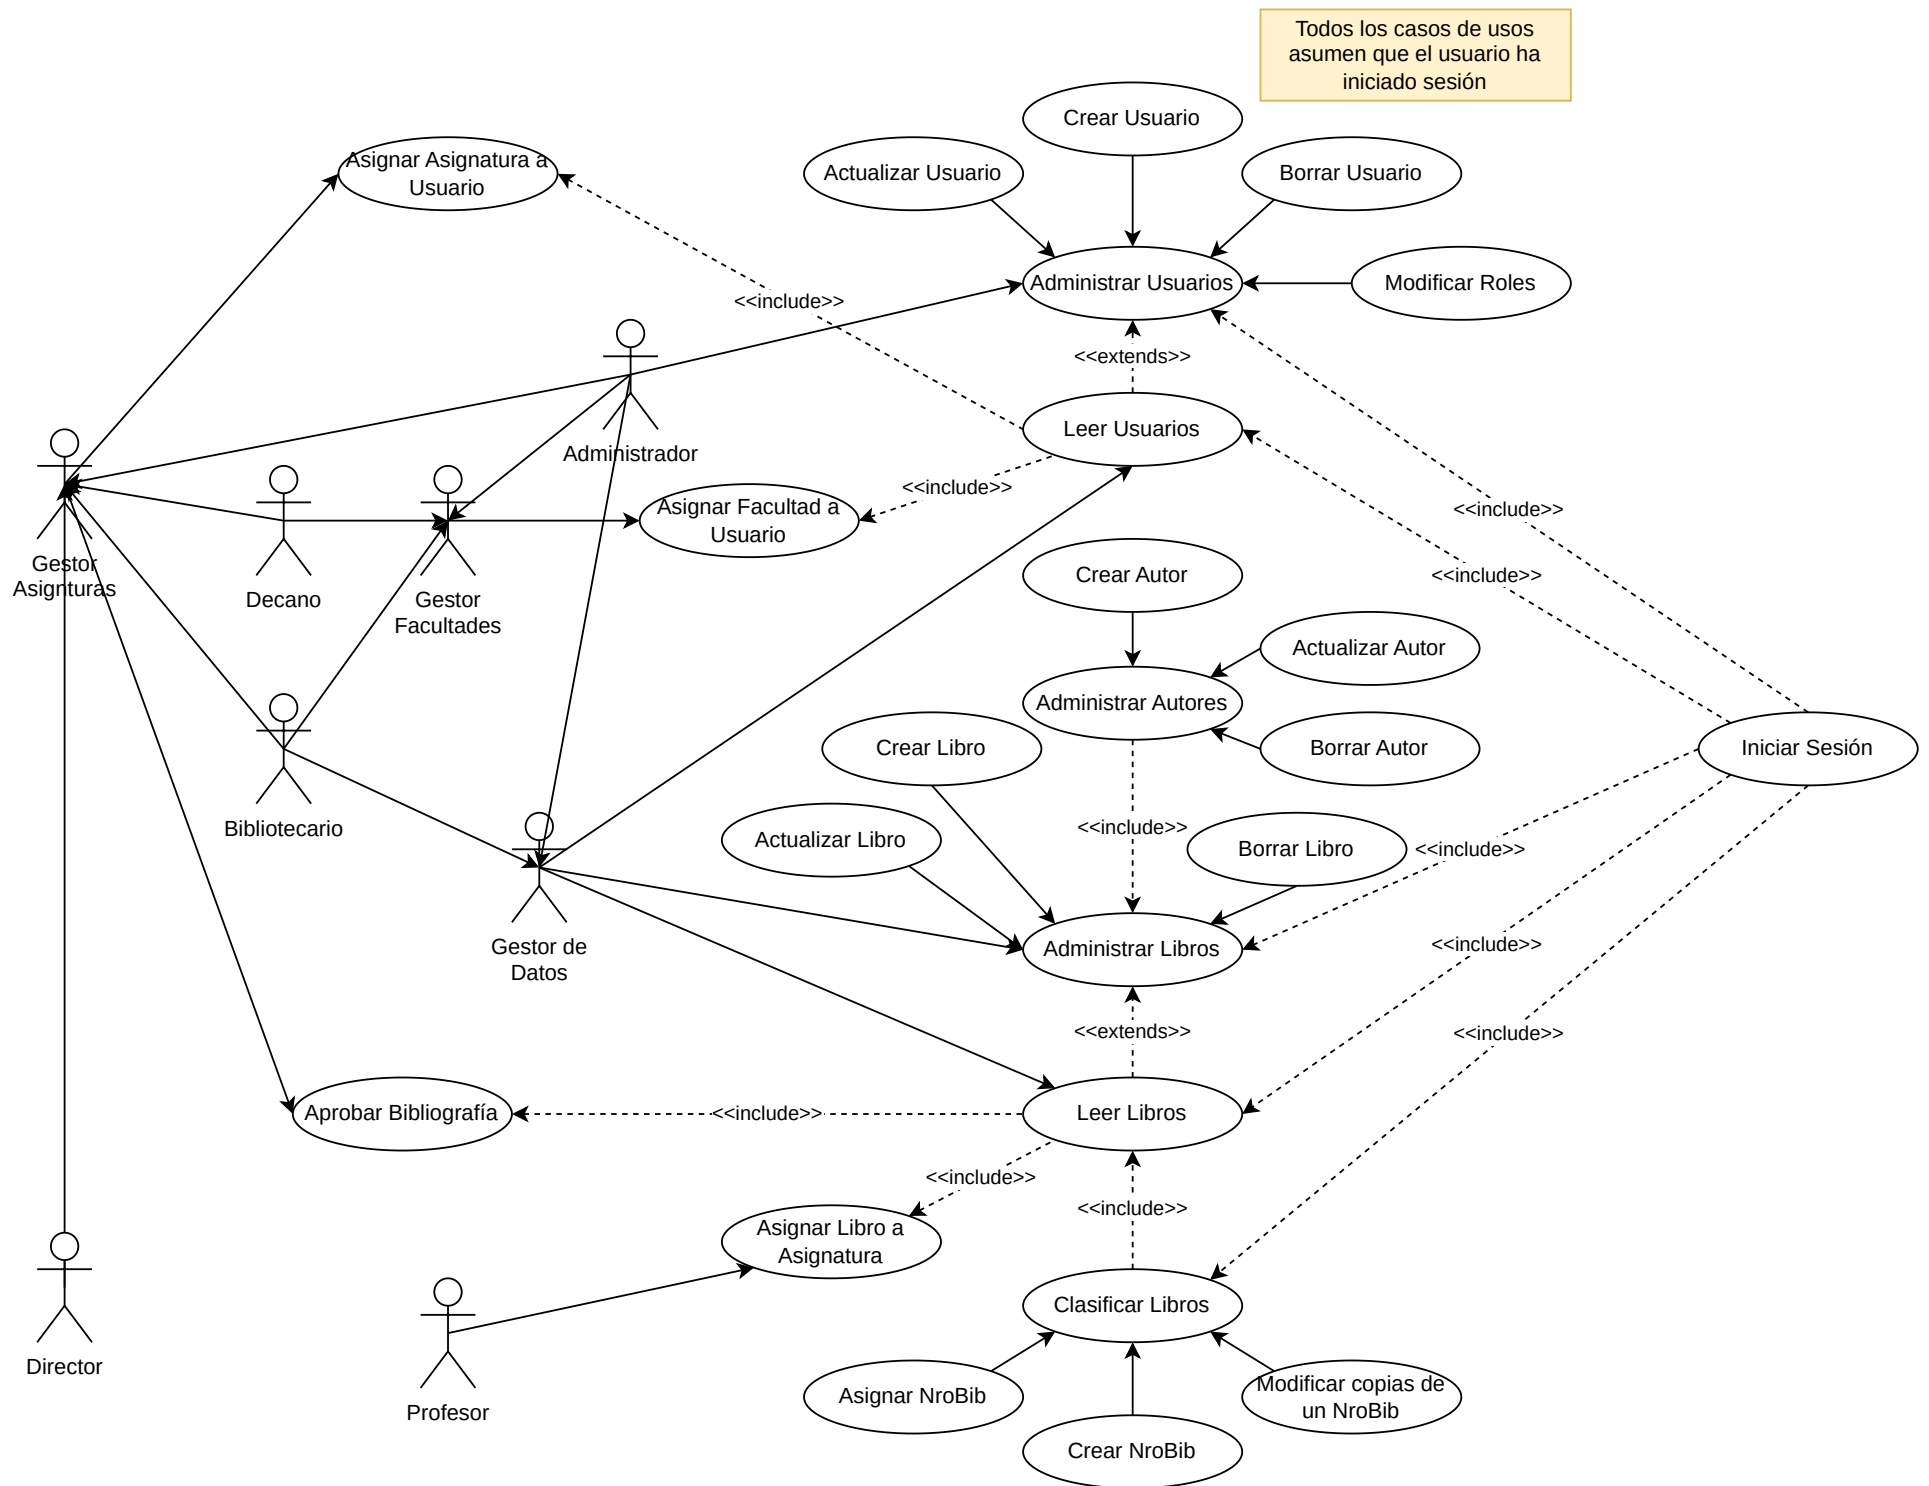 Todos los casos de usos
asumen que el usuario ha
iniciado sesión
Crear Usuario
Asignar Asignatura a
Usuario
Actualizar Usuario
Borrar Usuario
Administrar Usuarios
Modificar Roles
<<include>>
<<extends>>
Leer Usuarios
Administrador
<<include>>
Asignar Facultad a
Usuario
<<include>>
Gestor
Asignturas
Decano
Gestor
Facultades
Crear Autor
<<include>>
Actualizar Autor
Administrar Autores
Crear Libro
Borrar Autor
Iniciar Sesión
Bibliotecario
<<include>>
Actualizar Libro
Borrar Libro
<<include>>
Gestor de
Datos
Administrar Libros
<<include>>
<<extends>>
<<include>>
Aprobar Bibliografía
<<include>>
Leer Libros
<<include>>
<<include>>
Asignar Libro a
Asignatura
Clasificar Libros
Director
Profesor
Asignar NroBib
Modificar copias de
un NroBib
Crear NroBib